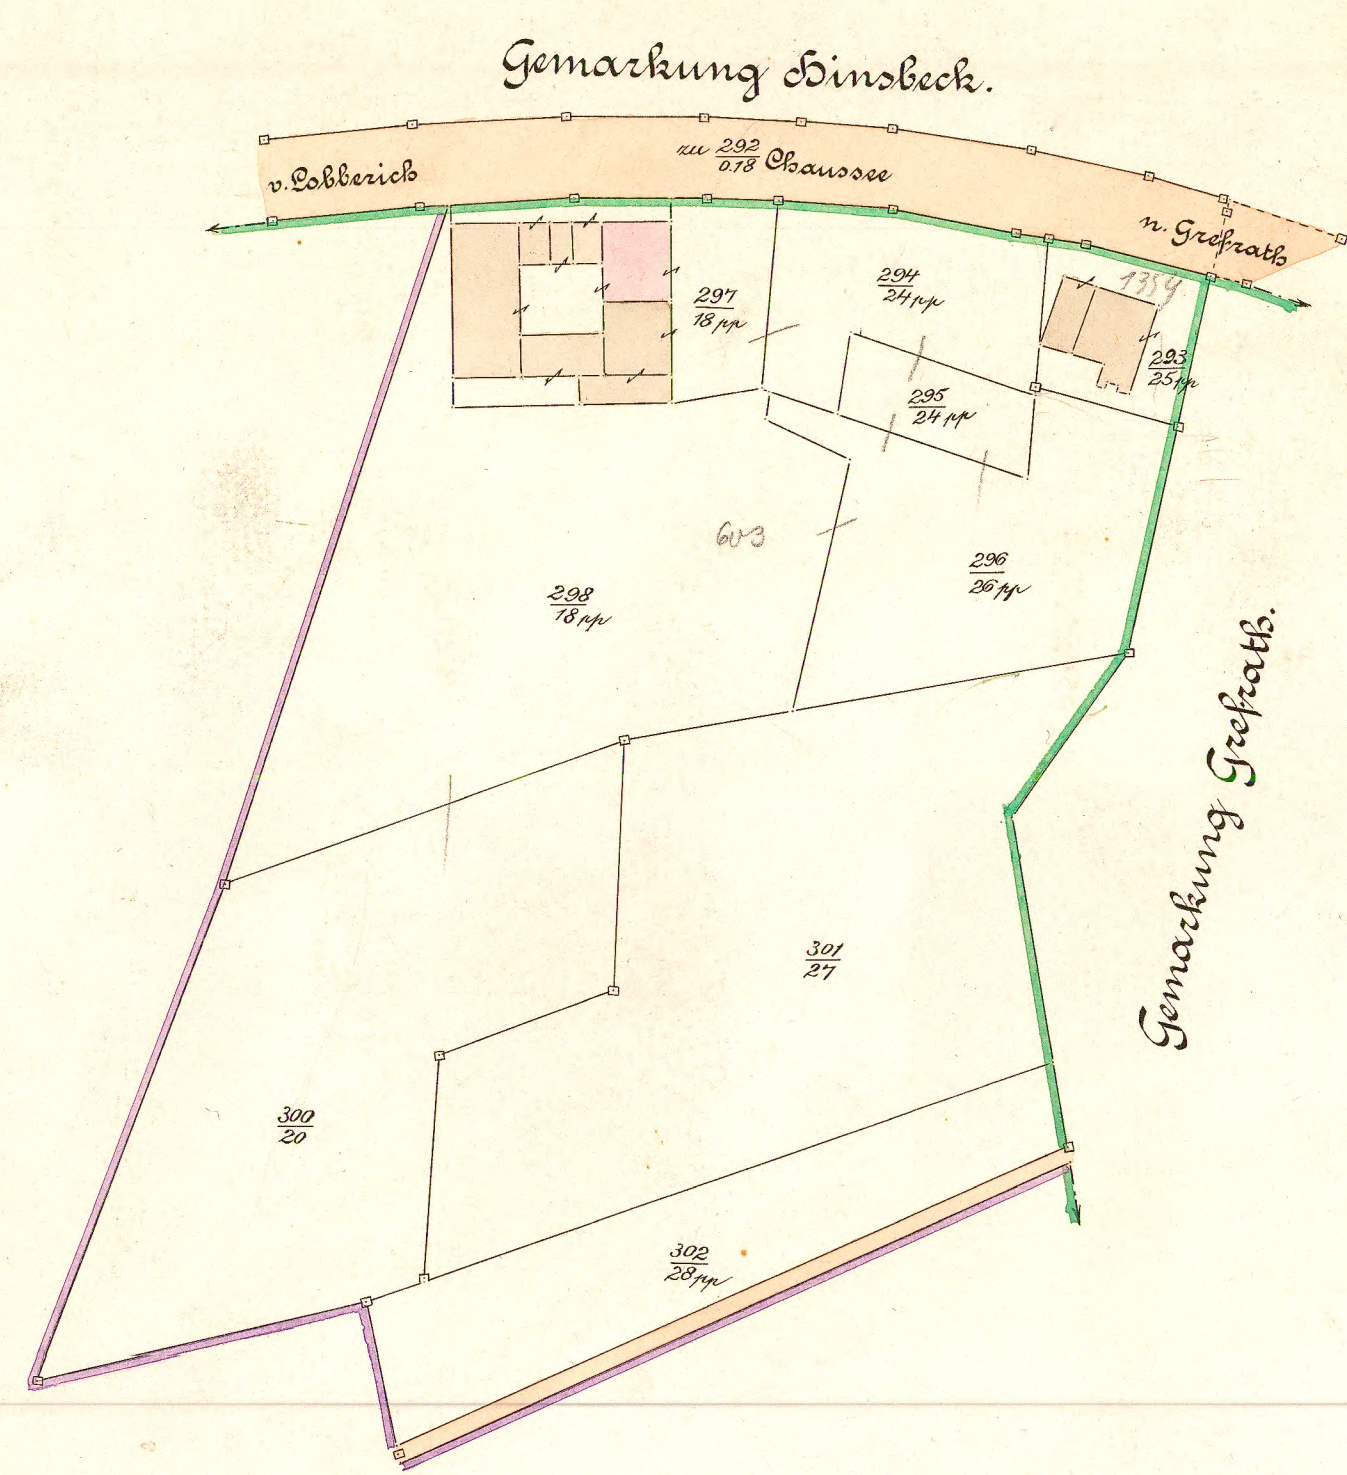 Gemarkung Hinsbeck.
zu 292/0.18 Chaussee
v. Lobberich
n. Grefrath
1354
294/24 pp
297/18 pp
293/25 pp
295/24 pp
296/26 pp
298/18 pp
Gemarkung Grefrath.
301/27
300/20
302/28 pp